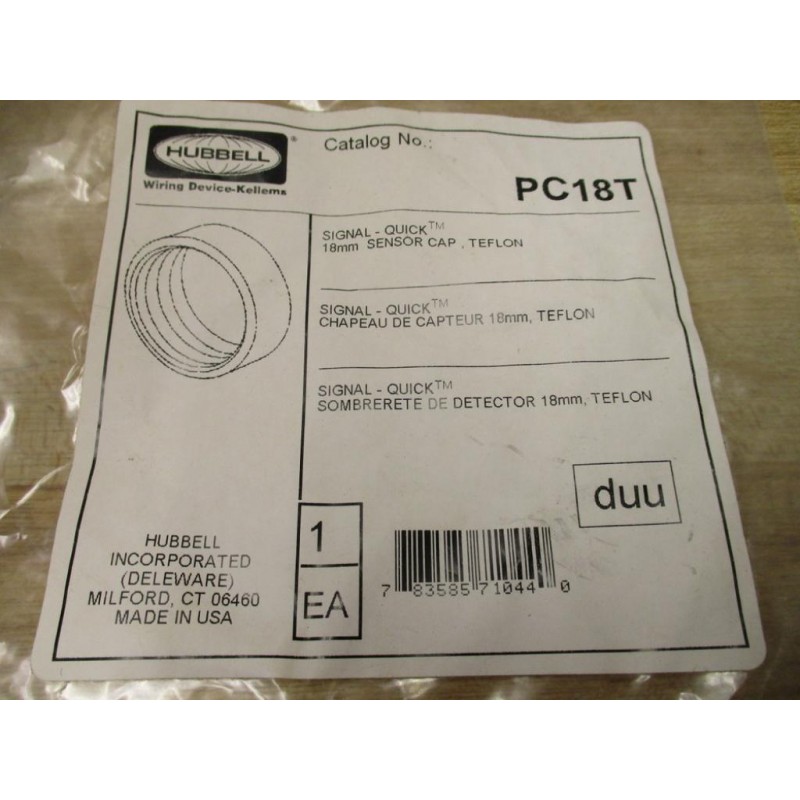 HUBBELL
®
Wiring Device-Kellems
Catalog No.:
PC18T
SIGNAL - QUICK™
18mm SENSOR CAP , TEFLON
SIGNAL - QUICK™
CHAPEAU DE CAPTEUR 18mm, TEFLON
SIGNAL - QUICK™
SOMBRERETE DE DETECTOR 18mm, TEFLON
duu
HUBBELL
INCORPORATED
(DELEWARE)
MILFORD, CT 06460
MADE IN USA
1
EA
7 83585 71044 0